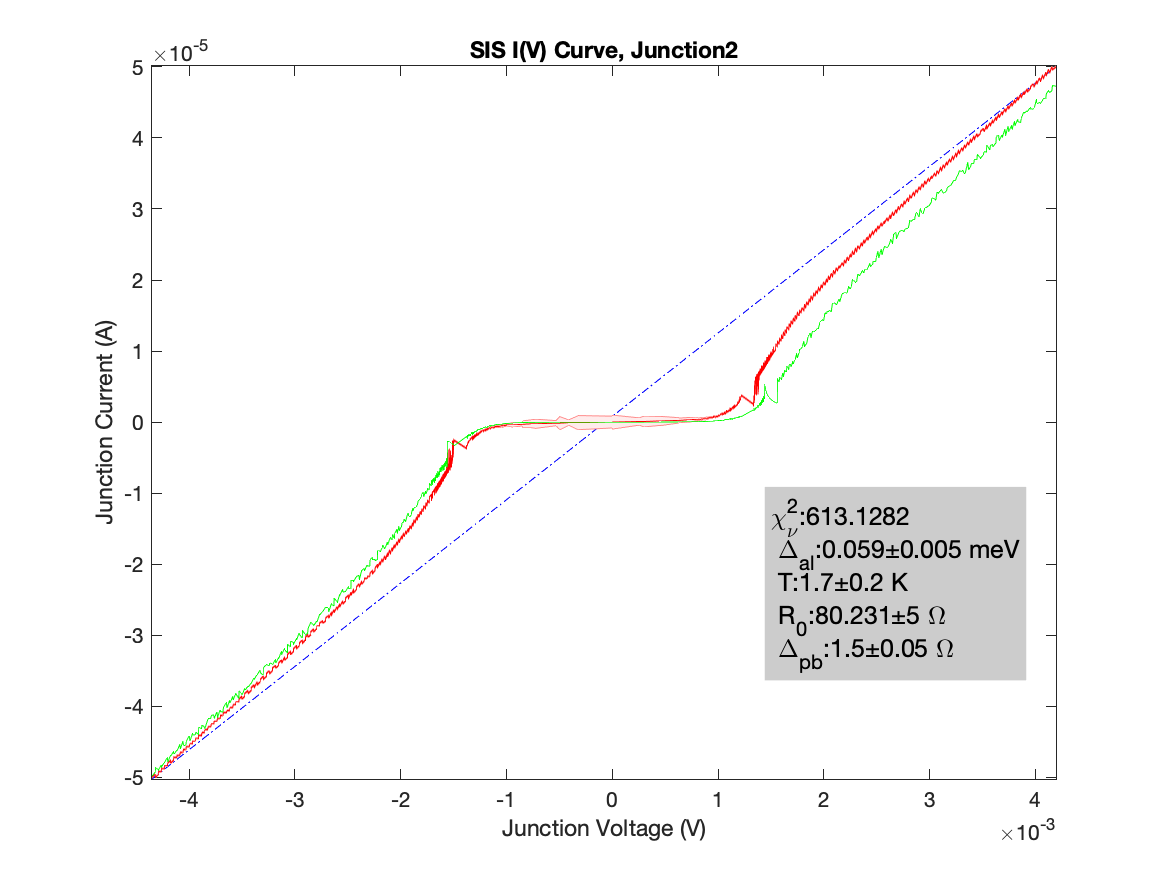 SIS I(V) Curve, Junction2
×10-5
5
4
3
2
1
0
-1
-2
-3
-4
-5
Junction Current (A)
χ2ν:613.1282
Δal:0.059±0.005 meV
T:1.7±0.2 K
R0:80.231±5 Ω
Δpb:1.5±0.05 Ω
-4 -3 -2 -1 0 1 2 3 4
Junction Voltage (V)
×10-3